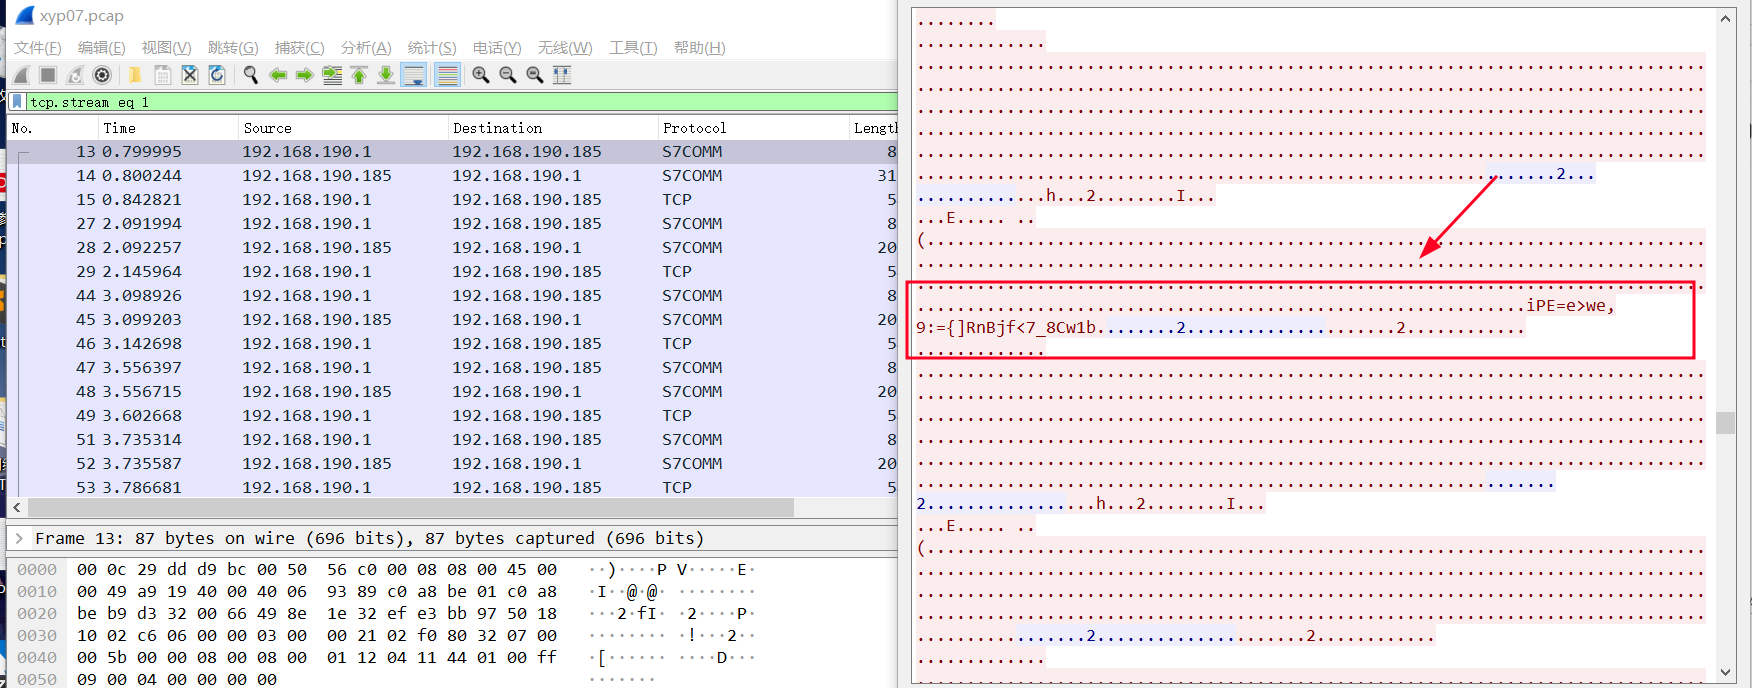 xyp07.pcap
文件(F) 编辑(E) 视图(V) 跳转(G) 捕获(C) 分析(A) 统计(S) 电话(Y) 无线(W) 工具(T) 帮助(H)
tcp.stream eq 1
No. Time Source Destination Protocol Length
13 0.799995 192.168.190.1 192.168.190.185 S7COMM 8
14 0.800244 192.168.190.185 192.168.190.1 S7COMM 31
15 0.842821 192.168.190.1 192.168.190.185 TCP 5
27 2.091994 192.168.190.1 192.168.190.185 S7COMM 8
28 2.092257 192.168.190.185 192.168.190.1 S7COMM 20
29 2.145964 192.168.190.1 192.168.190.185 TCP 5
44 3.098926 192.168.190.1 192.168.190.185 S7COMM 8
45 3.099203 192.168.190.185 192.168.190.1 S7COMM 20
46 3.142698 192.168.190.1 192.168.190.185 TCP 5
47 3.556397 192.168.190.1 192.168.190.185 S7COMM 8
48 3.556715 192.168.190.185 192.168.190.1 S7COMM 20
49 3.602668 192.168.190.1 192.168.190.185 TCP 5
51 3.735314 192.168.190.1 192.168.190.185 S7COMM 8
52 3.735587 192.168.190.185 192.168.190.1 S7COMM 20
53 3.786681 192.168.190.1 192.168.190.185 TCP 5
Frame 13: 87 bytes on wire (696 bits), 87 bytes captured (696 bits)
0000 00 0c 29 dd d9 bc 00 50 56 c0 00 08 08 00 45 00 ··)····P V·····E·
0010 00 49 a9 19 40 00 40 06 93 89 c0 a8 be 01 c0 a8 ·I··@·@· ········
0020 be b9 d3 32 00 66 49 8e 1e 32 ef e3 bb 97 50 18 ···2·fI· ·2····P·
0030 10 02 c6 06 00 00 03 00 00 21 02 f0 80 32 07 00 ········ ·!···2··
0040 00 5b 00 00 08 00 08 00 01 12 04 11 44 01 00 ff ·[······ ····D···
0050 09 00 04 00 00 00 00 ·······
.......2...
.............h...2........I...
...E..... ..
(
iPE=e>we,
9:={]RnBjf<7_8Cw1b........2.....................2............
.............
2.................h...2........I...
...E..... ..
(
.......2.....................2............
.............